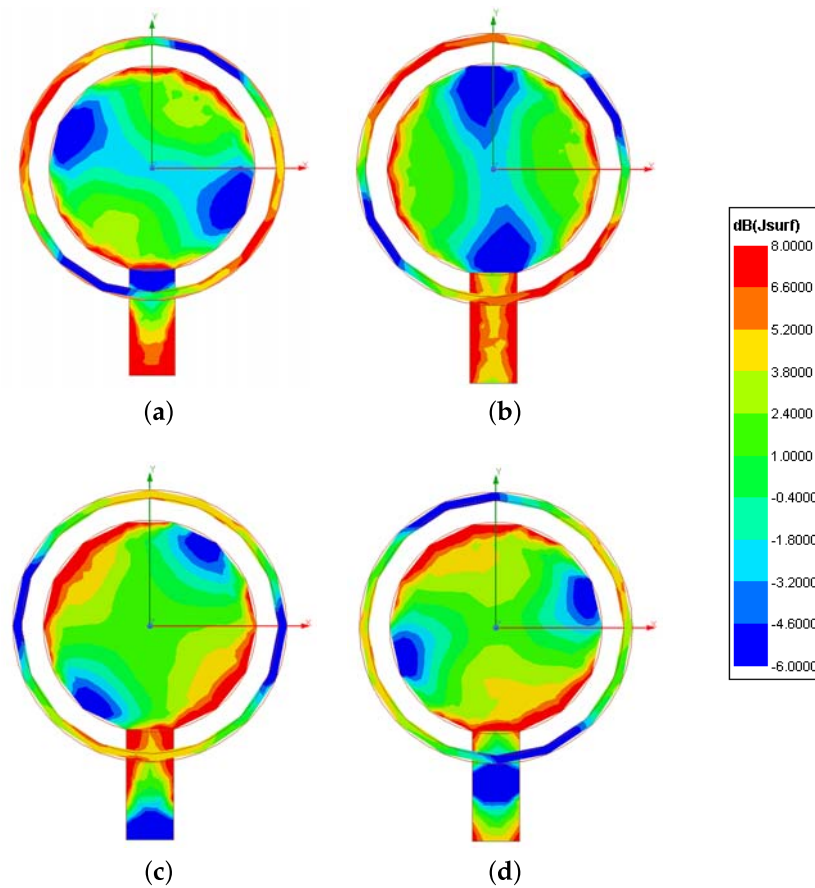 Y
X
(a)
Y
X
(b)
dB(Jsurf)
8.0000
6.6000
5.2000
3.8000
2.4000
1.0000
-0.4000
-1.8000
-3.2000
-4.6000
-6.0000
Y
X
(c)
Y
X
(d)